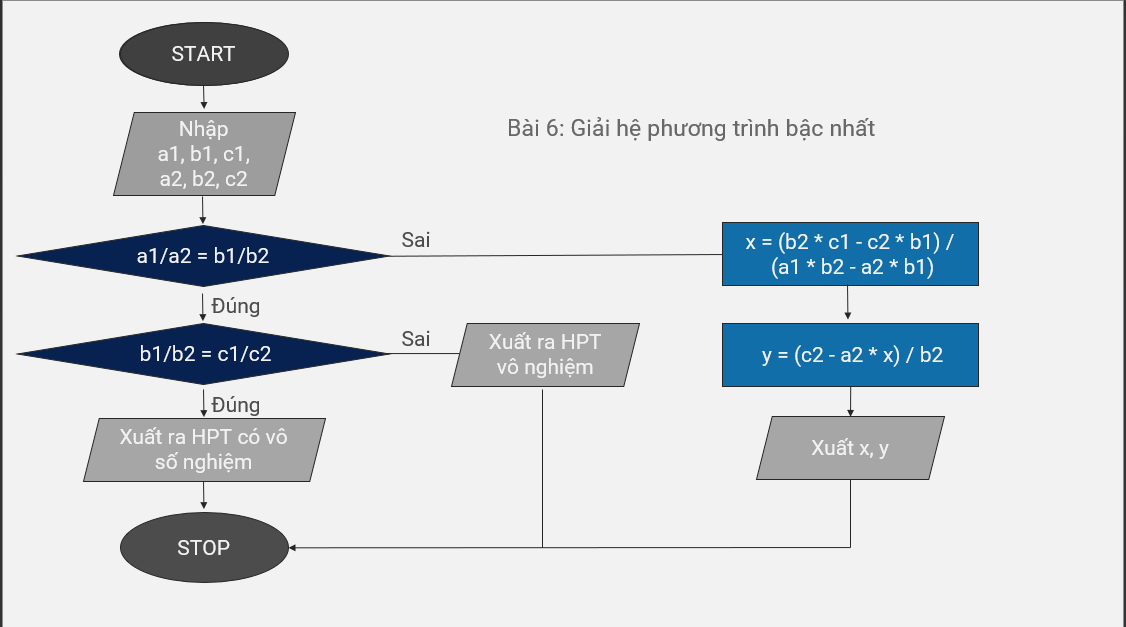 START
Nhập
a1, b1, c1,
a2, b2, c2
Bài 6: Giải hệ phương trình bậc nhất
a1/a2 = b1/b2
Sai
x = (b2 * c1 - c2 * b1) /
(a1 * b2 - a2 * b1)
Đúng
b1/b2 = c1/c2
Sai
Xuất ra HPT
vô nghiệm
y = (c2 - a2 * x) / b2
Đúng
Xuất ra HPT có vô
số nghiệm
Xuất x, y
STOP